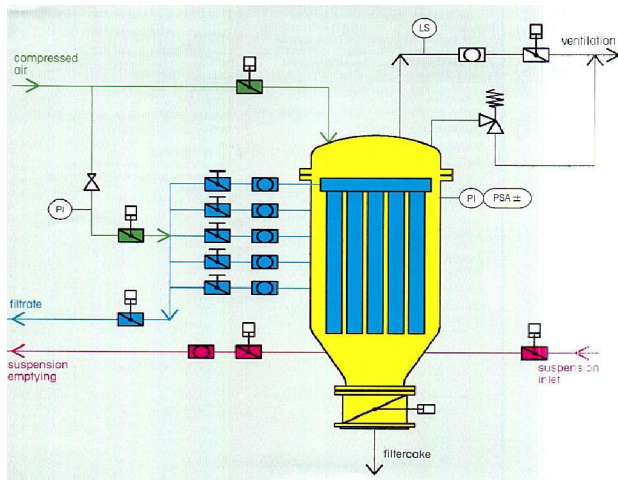 LS
compressed
air
ventilation
PI
PI
PSA ±
filtrate
suspension
emptying
suspension
inlet
filtercake